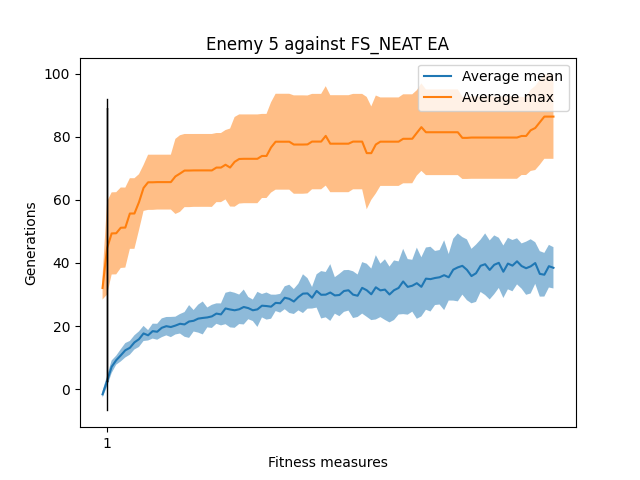 Enemy 5 against FS_NEAT EA
Average mean
Average max
100
80
60
40
20
0
Generations
1
Fitness measures